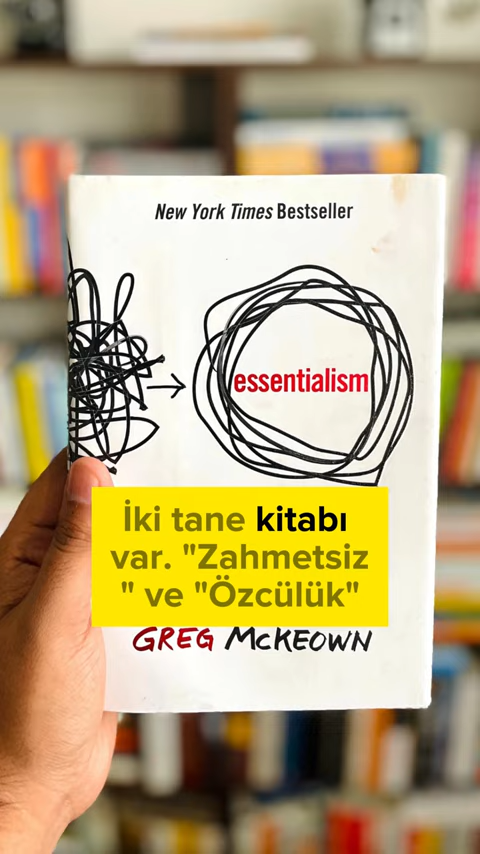 New York Times Bestseller
essentialism
İki tane kitabı
var. "Zahmetsiz
" ve "Özcülük"
GREG MCKEOWN